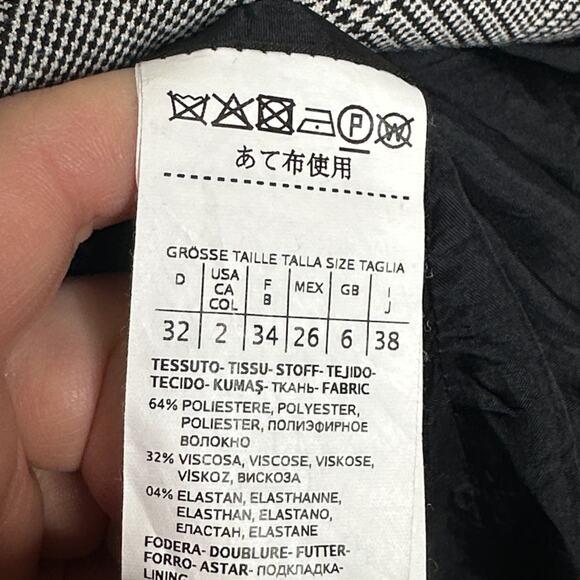 P W
あて布使用
GRÖSSE TAILLE TALLA SIZE TAGLIA
D USA CA COL F B MEX GB I J
32 2 34 26 6 38
TESSUTO- TISSU- STOFF- TEJIDO-
TECIDO- KUMAŞ- ТКАНЬ- FABRIC
64% POLIESTERE, POLYESTER,
POLIESTER, ПОЛИЭФИРНОЕ
ВОЛОКНО
32% VISCOSA, VISCOSE, VISKOSE,
VİSKOZ, ВИСКОЗА
04% ELASTAN, ELASTHANNE,
ELASTHAN, ELASTANO,
ЕЛАСТАН, ELASTANE
FODERA- DOUBLURE- FUTTER-
FORRO- ASTAR- ПОДКЛАДКА-
LINING